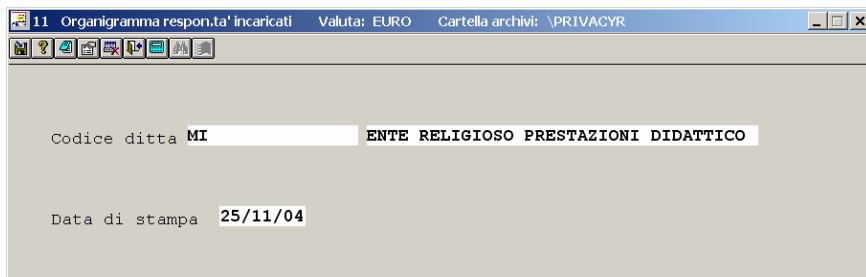 11 Organigramma respon.ta' incaricati Valuta: EURO Cartella archivi: \PRIVACYR
Codice ditta MI ENTE RELIGIOSO PRESTAZIONI DIDATTICO
Data di stampa 25/11/04